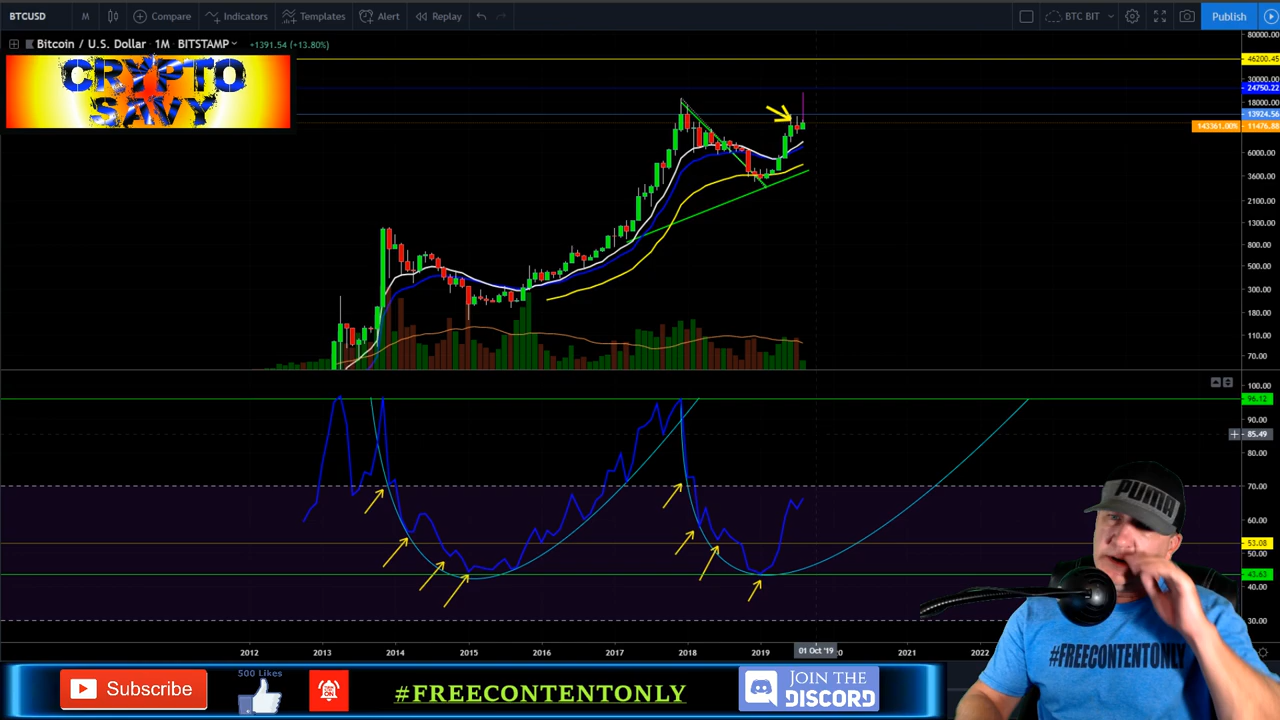 BTCUSD M Compare Indicators Templates Alert Replay BTC BIT Publish
Bitcoin / U.S. Dollar · 1M · BITSTAMP +1391.54 (+13.80%)
CRYPTO
SAVY
80000.00
46200.45
30000.00
24750.22
18000.00
13924.56
143361.00% 11476.88
6000.00
3600.00
2100.00
1300.00
800.00
500.00
300.00
180.00
110.00
70.00
100.00
96.12
90.00
85.49
80.00
70.00
60.00
53.08
50.00
43.63
40.00
30.00
PUMA
#FREECONTENTONLY
2012 2013 2014 2015 2016 2017 2018 2019 01 Oct '19 2021 2022
Subscribe
500 Likes
#FREECONTENTONLY
JOIN THE
DISCORD